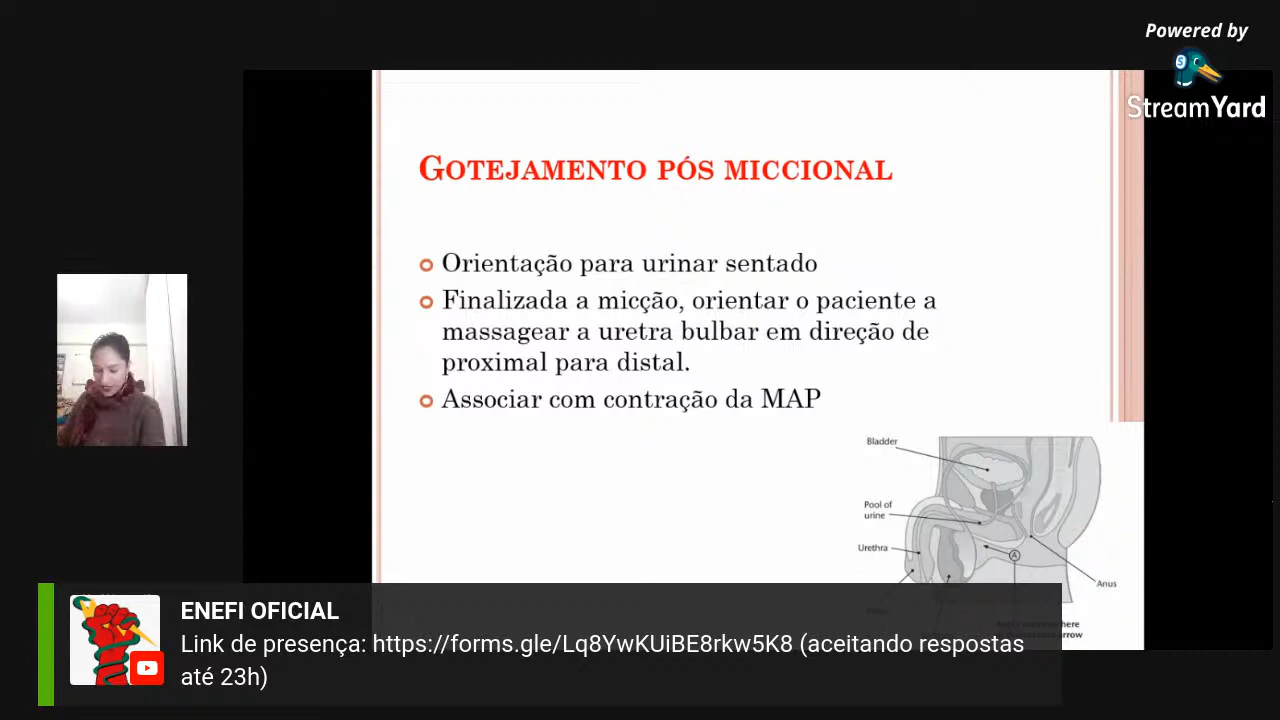 Powered by
StreamYard
GOTEJAMENTO PÓS MICCIONAL
Orientação para urinar sentado
Finalizada a micção, orientar o paciente a
massagear a uretra bulbar em direção de
proximal para distal.
Associar com contração da MAP
Bladder
Pool of
urine
Urethra
A
Anus
ENEFI OFICIAL
Link de presença: https://forms.gle/Lq8YwKUiBE8rkw5K8 (aceitando respostas
até 23h)